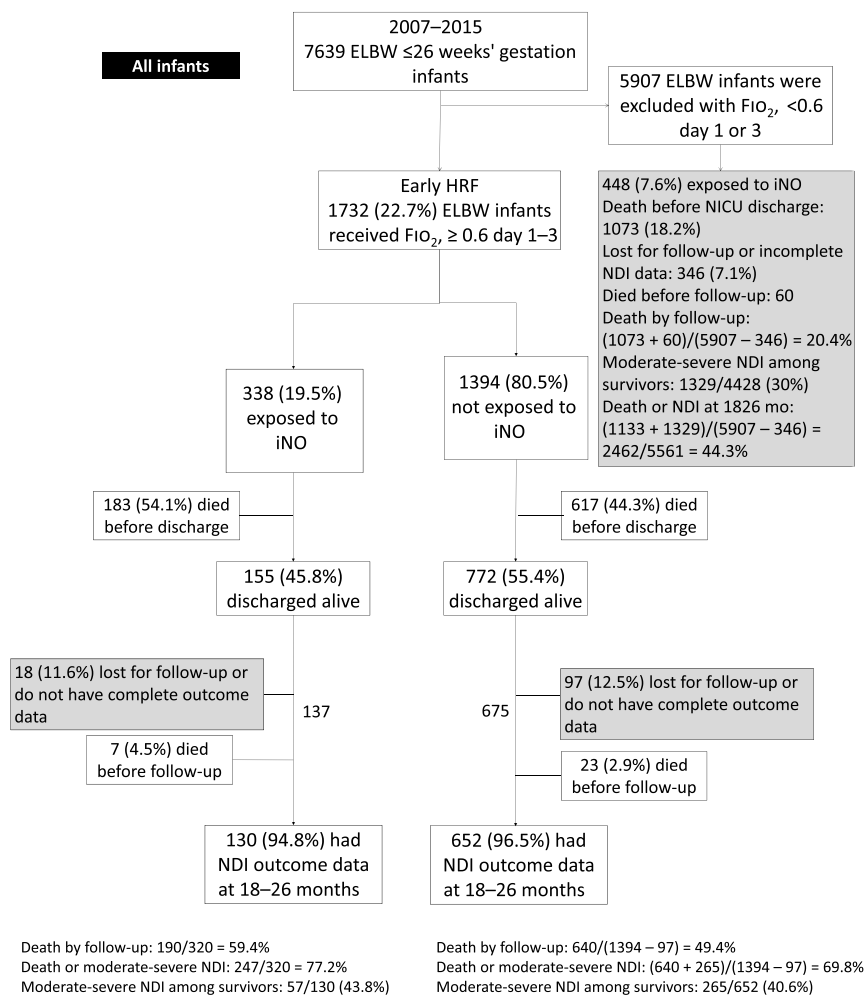 All infants
2007–2015
7639 ELBW ≤26 weeks' gestation
infants
5907 ELBW infants were
excluded with FIO2, <0.6
day 1 or 3
Early HRF
1732 (22.7%) ELBW infants
received FIO2, ≥ 0.6 day 1–3
448 (7.6%) exposed to iNO
Death before NICU discharge:
1073 (18.2%)
Lost for follow-up or incomplete
NDI data: 346 (7.1%)
Died before follow-up: 60
Death by follow-up:
(1073 + 60)/(5907 – 346) = 20.4%
Moderate-severe NDI among
survivors: 1329/4428 (30%)
Death or NDI at 1826 mo:
(1133 + 1329)/(5907 – 346) =
2462/5561 = 44.3%
338 (19.5%)
exposed to
iNO
1394 (80.5%)
not exposed to
iNO
183 (54.1%) died
before discharge
617 (44.3%) died
before discharge
155 (45.8%)
discharged alive
772 (55.4%)
discharged alive
18 (11.6%) lost for follow-up or
do not have complete outcome
data
137
675
97 (12.5%) lost for follow-up or
do not have complete outcome
data
7 (4.5%) died
before follow-up
23 (2.9%) died
before follow-up
130 (94.8%) had
NDI outcome data
at 18–26 months
652 (96.5%) had
NDI outcome data
at 18–26 months
Death by follow-up: 190/320 = 59.4%
Death or moderate-severe NDI: 247/320 = 77.2%
Moderate-severe NDI among survivors: 57/130 (43.8%)
Death by follow-up: 640/(1394 – 97) = 49.4%
Death or moderate-severe NDI: (640 + 265)/(1394 – 97) = 69.8%
Moderate-severe NDI among survivors: 265/652 (40.6%)